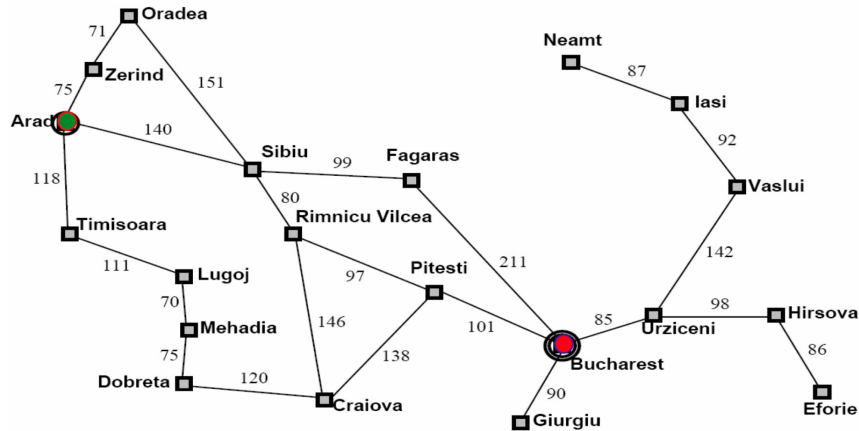 Oradea
71
Neamt
Zerind
87
75
151
Iasi
Arad
140
92
Sibiu
Fagaras
99
118
Vaslui
80
Timisoara
Rimnicu Vilcea
142
111
211
Lugoj
97
Pitesti
70
98
Hirsova
146
85
Mehadia
101
Urziceni
75
138
86
Bucharest
Dobreta
120
90
Craiova
Eforie
Giurgiu